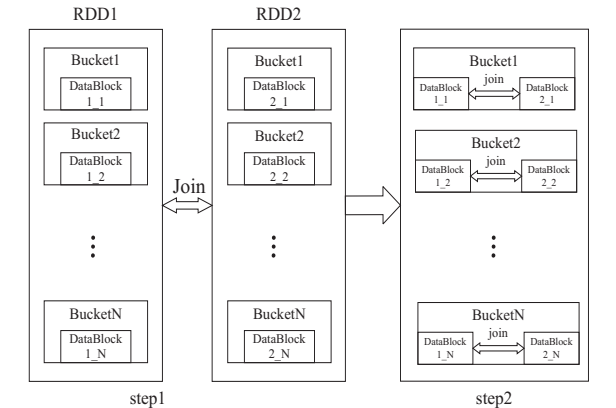 RDD1
Bucket1
DataBlock
1_1
Bucket2
DataBlock
1_2
BucketN
DataBlock
1_N
Join
RDD2
Bucket1
DataBlock
2_1
Bucket2
DataBlock
2_2
BucketN
DataBlock
2_N
step1
Bucket1
join
DataBlock
1_1
DataBlock
2_1
Bucket2
join
DataBlock
1_2
DataBlock
2_2
BucketN
join
DataBlock
1_N
DataBlock
2_N
step2